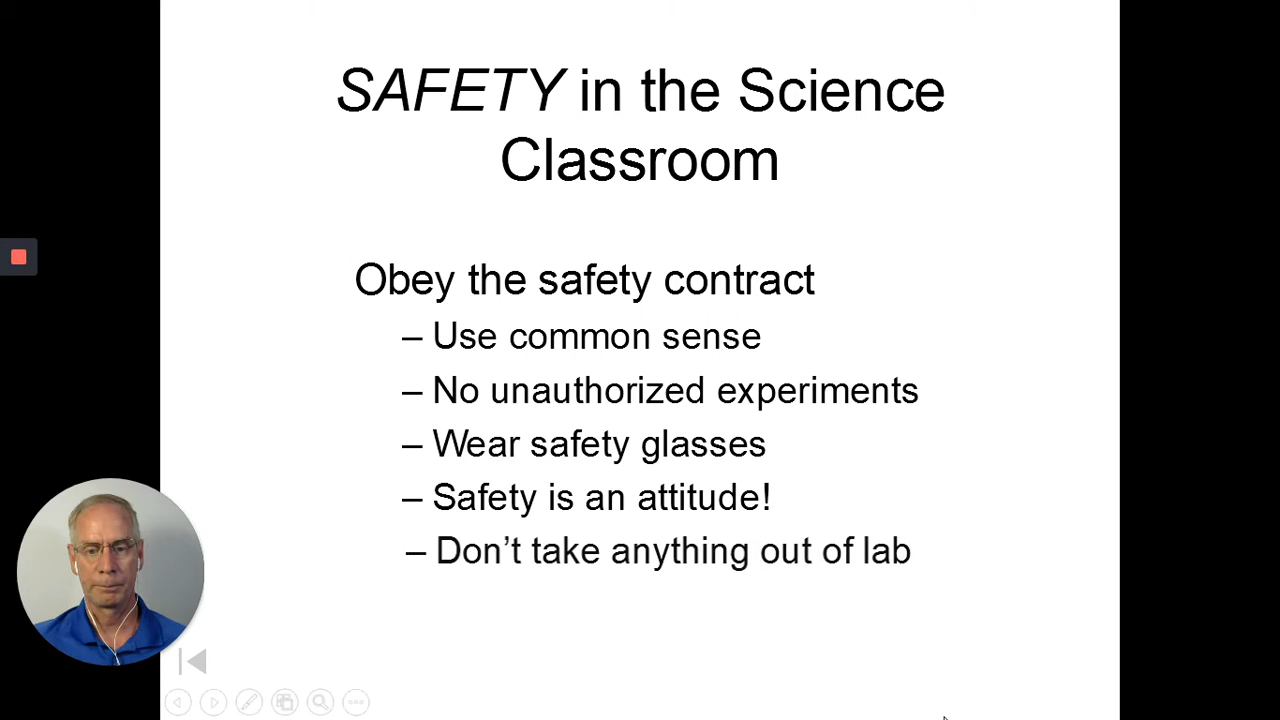 SAFETY in the Science
Classroom
Obey the safety contract
– Use common sense
– No unauthorized experiments
– Wear safety glasses
– Safety is an attitude!
– Don’t take anything out of lab